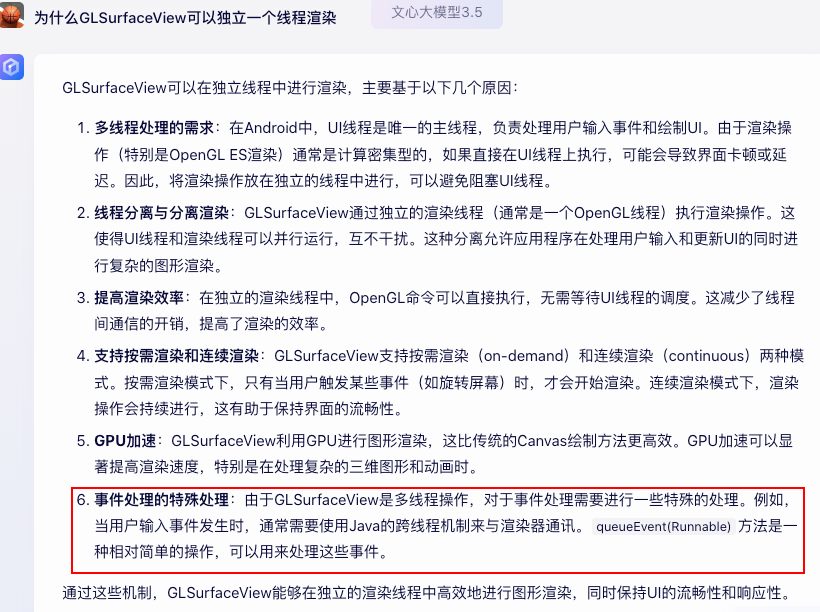 为什么GLSurfaceView可以独立一个线程渲染
文心大模型3.5
GLSurfaceView可以在独立线程中进行渲染，主要基于以下几个原因：
1. 多线程处理的需求：在Android中，UI线程是唯一的主线程，负责处理用户输入事件和绘制UI。由于渲染操
作（特别是OpenGL ES渲染）通常是计算密集型的，如果直接在UI线程上执行，可能会导致界面卡顿或延
迟。因此，将渲染操作放在独立的线程中进行，可以避免阻塞UI线程。
2. 线程分离与分离渲染：GLSurfaceView通过独立的渲染线程（通常是一个OpenGL线程）执行渲染操作。这
使得UI线程和渲染线程可以并行运行，互不干扰。这种分离允许应用程序在处理用户输入和更新UI的同时进
行复杂的图形渲染。
3. 提高渲染效率：在独立的渲染线程中，OpenGL命令可以直接执行，无需等待UI线程的调度。这减少了线程
间通信的开销，提高了渲染的效率。
4. 支持按需渲染和连续渲染：GLSurfaceView支持按需渲染（on-demand）和连续渲染（continuous）两种模
式。按需渲染模式下，只有当用户触发某些事件（如旋转屏幕）时，才会开始渲染。连续渲染模式下，渲染
操作会持续进行，这有助于保持界面的流畅性。
5. GPU加速：GLSurfaceView利用GPU进行图形渲染，这比传统的Canvas绘制方法更高效。GPU加速可以显
著提高渲染速度，特别是在处理复杂的三维图形和动画时。
6. 事件处理的特殊处理：由于GLSurfaceView是多线程操作，对于事件处理需要进行一些特殊的处理。例如，
当用户输入事件发生时，通常需要使用Java的跨线程机制来与渲染器通讯。 queueEvent(Runnable) 方法是一
种相对简单的操作，可以用来处理这些事件。
通过这些机制，GLSurfaceView能够在独立的渲染线程中高效地进行图形渲染，同时保持UI的流畅性和响应性。